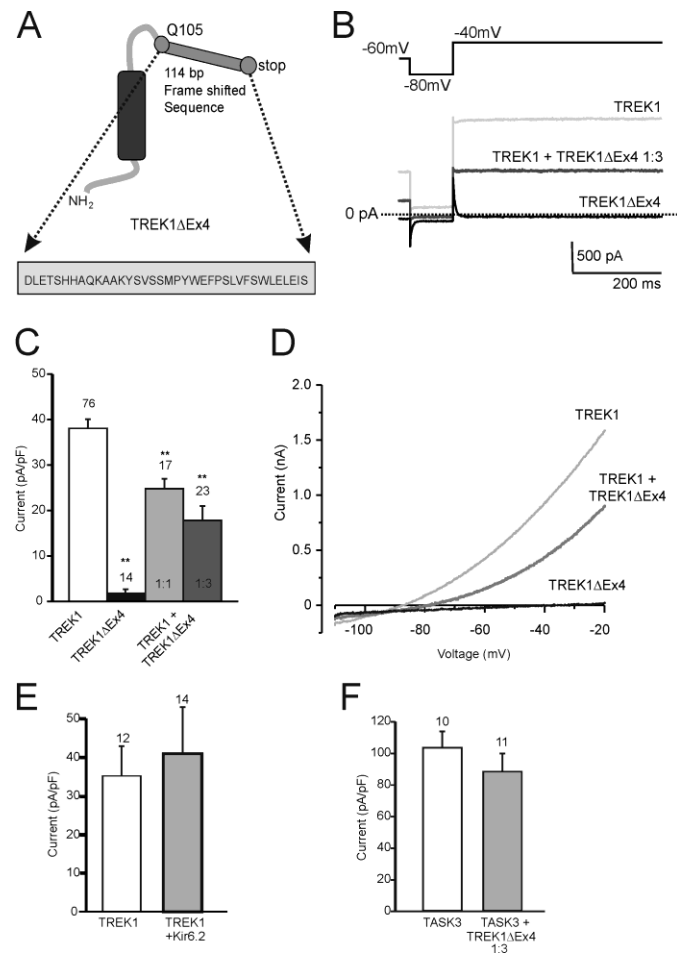 A
Q105
stop
114 bp
Frame shifted
Sequence
NH2
TREK1ΔEx4
DLETSHHAQKAAKYSVSSMPYWEFPSLVFSWLELEIS
B
-60mV
-40mV
-80mV
TREK1
TREK1 + TREK1ΔEx4 1:3
TREK1ΔEx4
0 pA
500 pA
200 ms
C
50
40
30
20
10
0
Current (pA/pF)
76
**
14
**
17
**
23
1:1
1:3
TREK1
TREK1ΔEx4
TREK1 +
TREK1ΔEx4
D
2.0
1.5
1.0
0.5
0
Current (nA)
TREK1
TREK1 +
TREK1ΔEx4
TREK1ΔEx4
-100
-80
-60
-40
-20
Voltage (mV)
E
50
40
30
20
10
0
Current (pA/pF)
12
14
TREK1
TREK1
+Kir6.2
F
120
100
80
60
40
20
0
Current (pA/pF)
10
11
TASK3
TASK3 +
TREK1ΔEx4
1:3